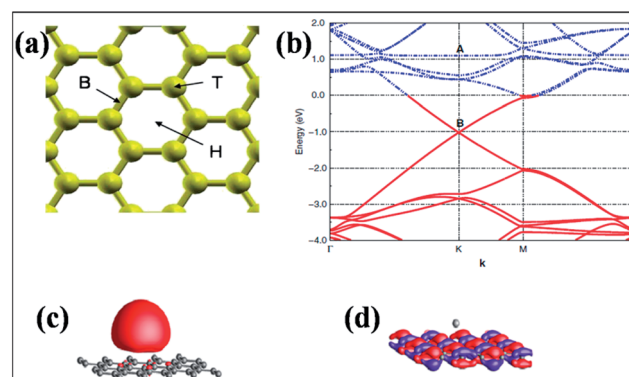 (a)
B
T
H
(b)
2.0
1.0
0.0
-1.0
-2.0
-3.0
-4.0
Energy (eV)
A
B
Γ
K
M
k
(c)
(d)